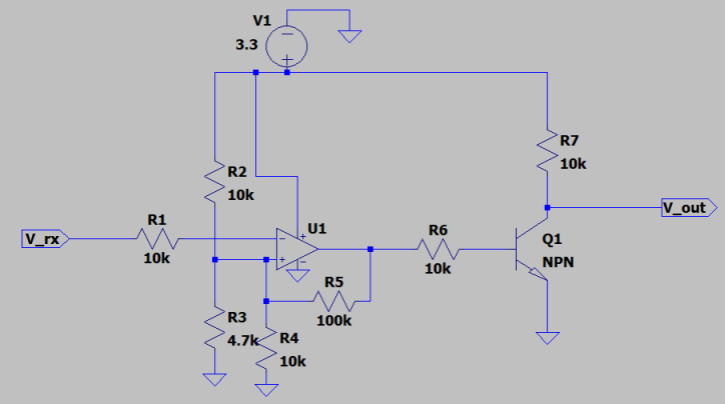 V1
3.3
R2
10k
R7
10k
V_rx
R1
10k
U1
R6
10k
V_out
Q1
NPN
R5
100k
R3
4.7k
R4
10k